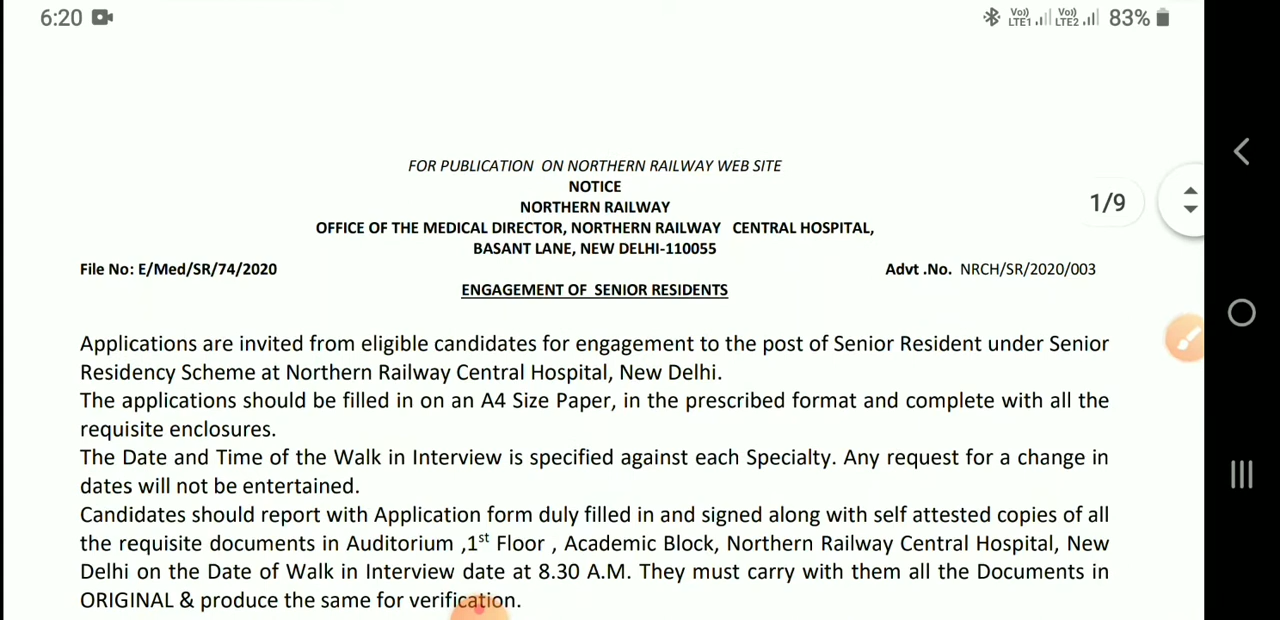 6:20
Vo)) LTE1 Vo)) LTE2 83%
FOR PUBLICATION ON NORTHERN RAILWAY WEB SITE
NOTICE
NORTHERN RAILWAY
1/9
OFFICE OF THE MEDICAL DIRECTOR, NORTHERN RAILWAY CENTRAL HOSPITAL,
BASANT LANE, NEW DELHI-110055
File No: E/Med/SR/74/2020 Advt .No. NRCH/SR/2020/003
ENGAGEMENT OF SENIOR RESIDENTS
Applications are invited from eligible candidates for engagement to the post of Senior Resident under Senior
Residency Scheme at Northern Railway Central Hospital, New Delhi.
The applications should be filled in on an A4 Size Paper, in the prescribed format and complete with all the
requisite enclosures.
The Date and Time of the Walk in Interview is specified against each Specialty. Any request for a change in
dates will not be entertained.
Candidates should report with Application form duly filled in and signed along with self attested copies of all
the requisite documents in Auditorium ,1st Floor , Academic Block, Northern Railway Central Hospital, New
Delhi on the Date of Walk in Interview date at 8.30 A.M. They must carry with them all the Documents in
ORIGINAL & produce the same for verification.